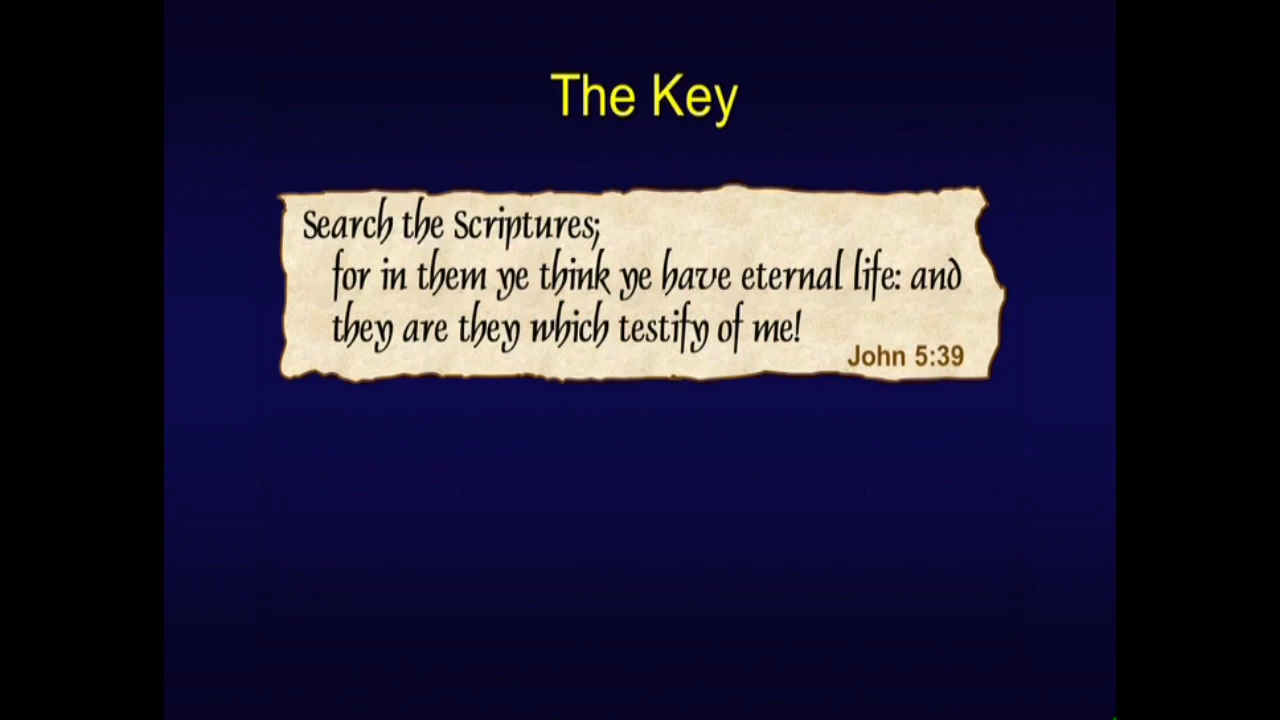 The Key
Search the Scriptures;
for in them ye think ye have eternal life: and
they are they which testify of me!
John 5:39